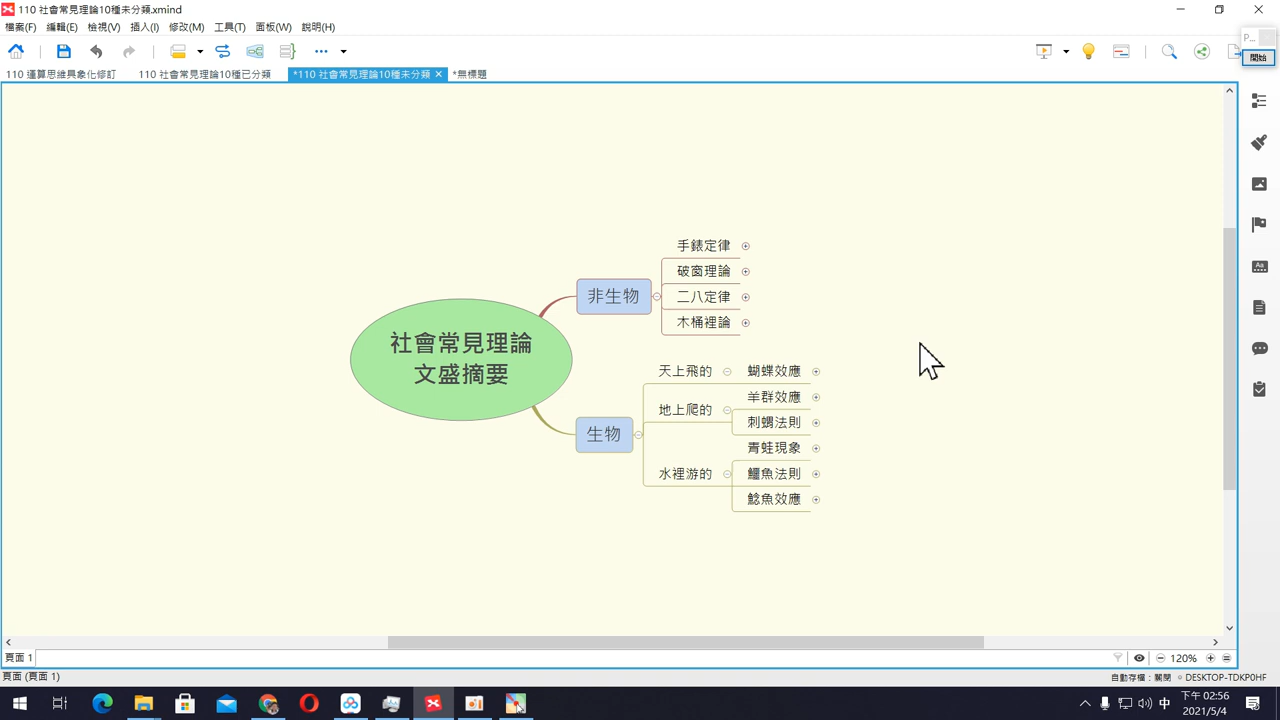 110 社會常見理論10種未分類.xmind
檔案(F) 編輯(E) 檢視(V) 插入(I) 修改(M) 工具(T) 面板(W) 說明(H)
P...
開始
110 運算思維具象化修訂
110 社會常見理論10種已分類
*110 社會常見理論10種未分類
*無標題
社會常見理論
文盛摘要
非生物
手錶定律
破窗理論
二八定律
木桶裡論
生物
天上飛的
蝴蝶效應
地上爬的
羊群效應
刺蝟法則
水裡游的
青蛙現象
鱷魚法則
鯰魚效應
頁面 1
120%
頁面 (頁面 1)
自動存檔：關閉
DESKTOP-TDKP0HF
中
下午 02:56
2021/5/4